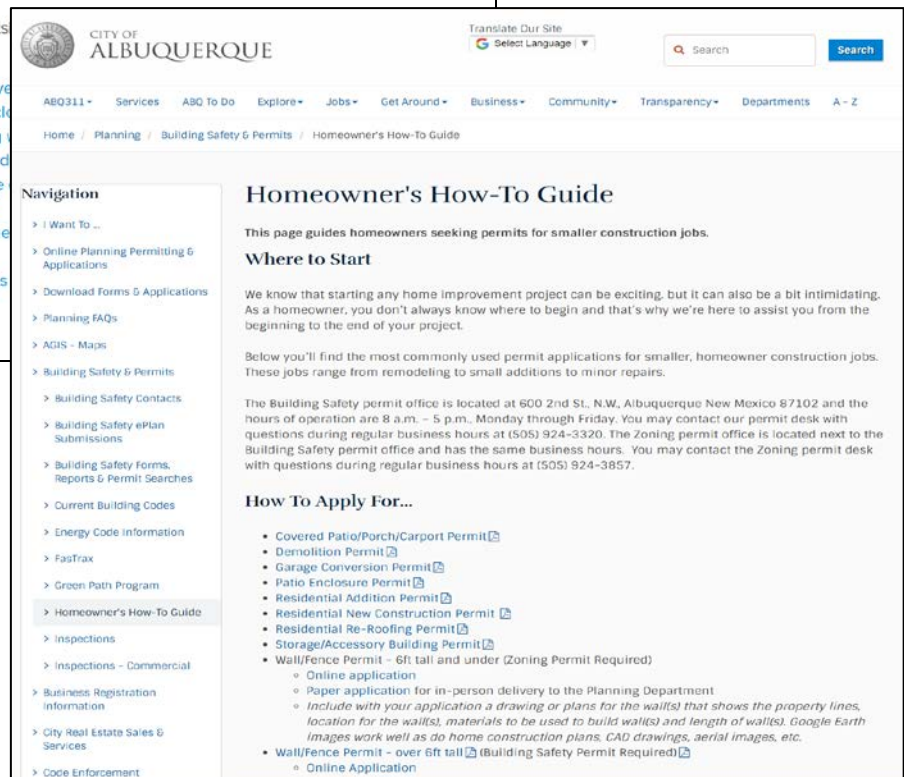 CITY OF
ALBUQUERQUE
Translate Our Site
Select Language ▼
Search
Search
ABQ311
Services
ABQ To Do
Explore
Jobs
Get Around
Business
Community
Transparency
Departments
A - Z
Home / Planning / Building Safety & Permits / Homeowner's How-To Guide
Navigation
> I Want To ...
> Online Planning Permitting &
Applications
> Download Forms & Applications
> Planning FAQs
> AGIS - Maps
> Building Safety & Permits
> Building Safety Contacts
> Building Safety ePlan
Submissions
> Building Safety Forms,
Reports & Permit Searches
> Current Building Codes
> Energy Code Information
> FasTrax
> Green Path Program
> Homeowner's How-To Guide
> Inspections
> Inspections - Commercial
> Business Registration
Information
> City Real Estate Sales &
Services
> Code Enforcement
Homeowner's How-To Guide
This page guides homeowners seeking permits for smaller construction jobs.
Where to Start
We know that starting any home improvement project can be exciting, but it can also be a bit intimidating.
As a homeowner, you don't always know where to begin and that's why we're here to assist you from the
beginning to the end of your project.
Below you'll find the most commonly used permit applications for smaller, homeowner construction jobs.
These jobs range from remodeling to small additions to minor repairs.
The Building Safety permit office is located at 600 2nd St., N.W., Albuquerque New Mexico 87102 and the
hours of operation are 8 a.m. – 5 p.m., Monday through Friday. You may contact our permit desk with
questions during regular business hours at (505) 924-3320. The Zoning permit office is located next to the
Building Safety permit office and has the same business hours. You may contact the Zoning permit desk
with questions during regular business hours at (505) 924-3857.
How To Apply For...
• Covered Patio/Porch/Carport Permit
• Demolition Permit
• Garage Conversion Permit
• Patio Enclosure Permit
• Residential Addition Permit
• Residential New Construction Permit
• Residential Re-Roofing Permit
• Storage/Accessory Building Permit
• Wall/Fence Permit - 6ft tall and under (Zoning Permit Required)
◦ Online application
◦ Paper application for in-person delivery to the Planning Department
◦ Include with your application a drawing or plans for the wall(s) that shows the property lines,
location for the wall(s), materials to be used to build wall(s) and length of wall(s). Google Earth
images work well as do home construction plans, CAD drawings, aerial images, etc.
• Wall/Fence Permit - over 6ft tall (Building Safety Permit Required)
◦ Online Application